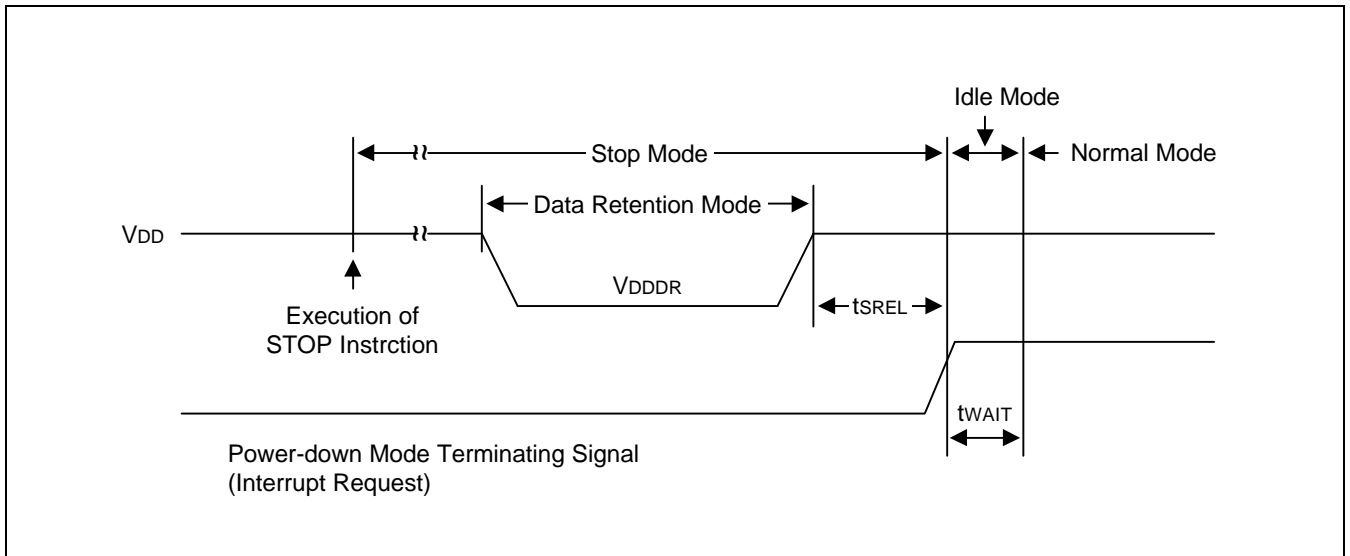 Idle Mode
Stop Mode
Normal Mode
Data Retention Mode
VDD
VDDDR
tSREL
Execution of
STOP Instrction
tWAIT
Power-down Mode Terminating Signal
(Interrupt Request)